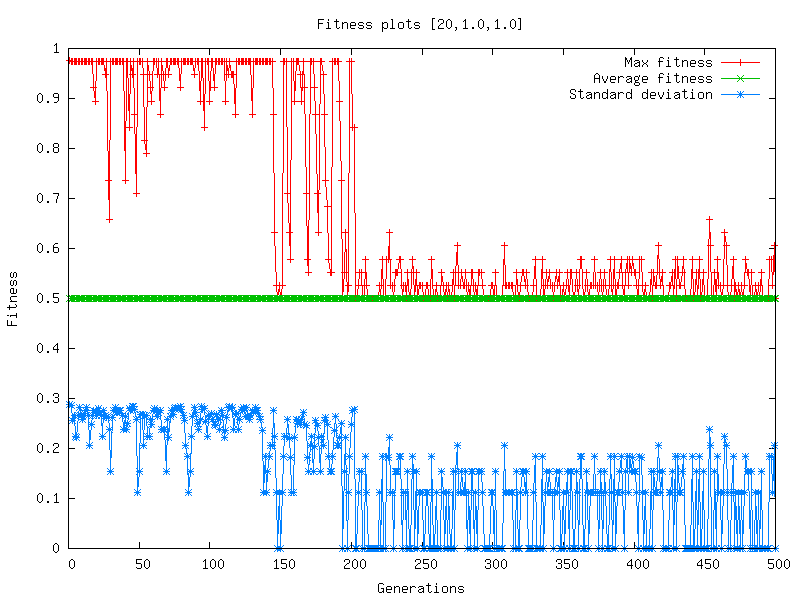 Fitness plots [20,1.0,1.0]
Max fitness
Average fitness
Standard deviation
1
0.9
0.8
0.7
0.6
0.5
0.4
0.3
0.2
0.1
0
Fitness
0 50 100 150 200 250 300 350 400 450 500
Generations